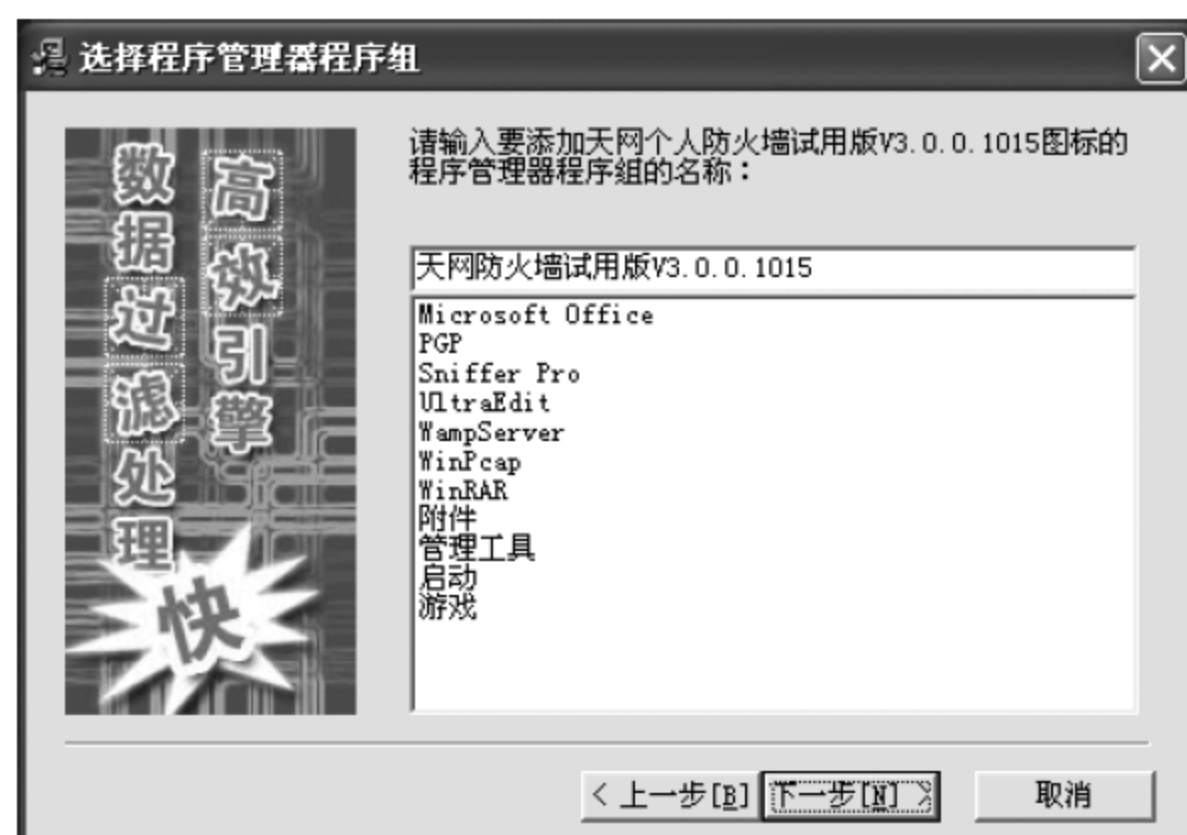 选择程序管理器程序组
数据过滤处理
高效引擎
快
请输入要添加天网个人防火墙试用版V3.0.0.1015图标的
程序管理器程序组的名称：
天网防火墙试用版V3.0.0.1015
Microsoft Office
PGP
Sniffer Pro
UltraEdit
WampServer
WinPcap
WinRAR
附件
管理工具
启动
游戏
< 上一步[B] 下一步[N] > 取消